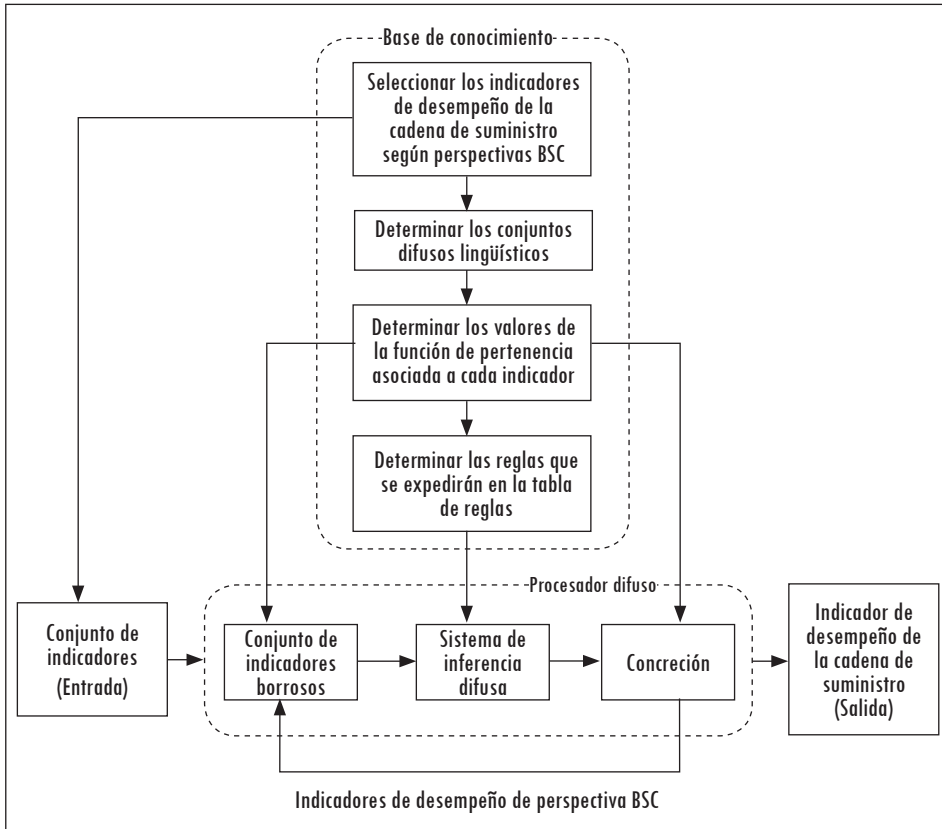 Base de conocimiento
Seleccionar los indicadores
de desempeño de la
cadena de suministro
según perspectivas BSC
Determinar los conjuntos
difusos lingüísticos
Determinar los valores de
la función de pertenencia
asociada a cada indicador
Determinar las reglas que
se expedirán en la tabla
de reglas
Procesador difuso
Conjunto de
indicadores
(Entrada)
Conjunto de
indicadores
borrosos
Sistema de
inferencia
difusa
Concreción
Indicador de
desempeño de
la cadena de
suministro
(Salida)
Indicadores de desempeño de perspectiva BSC